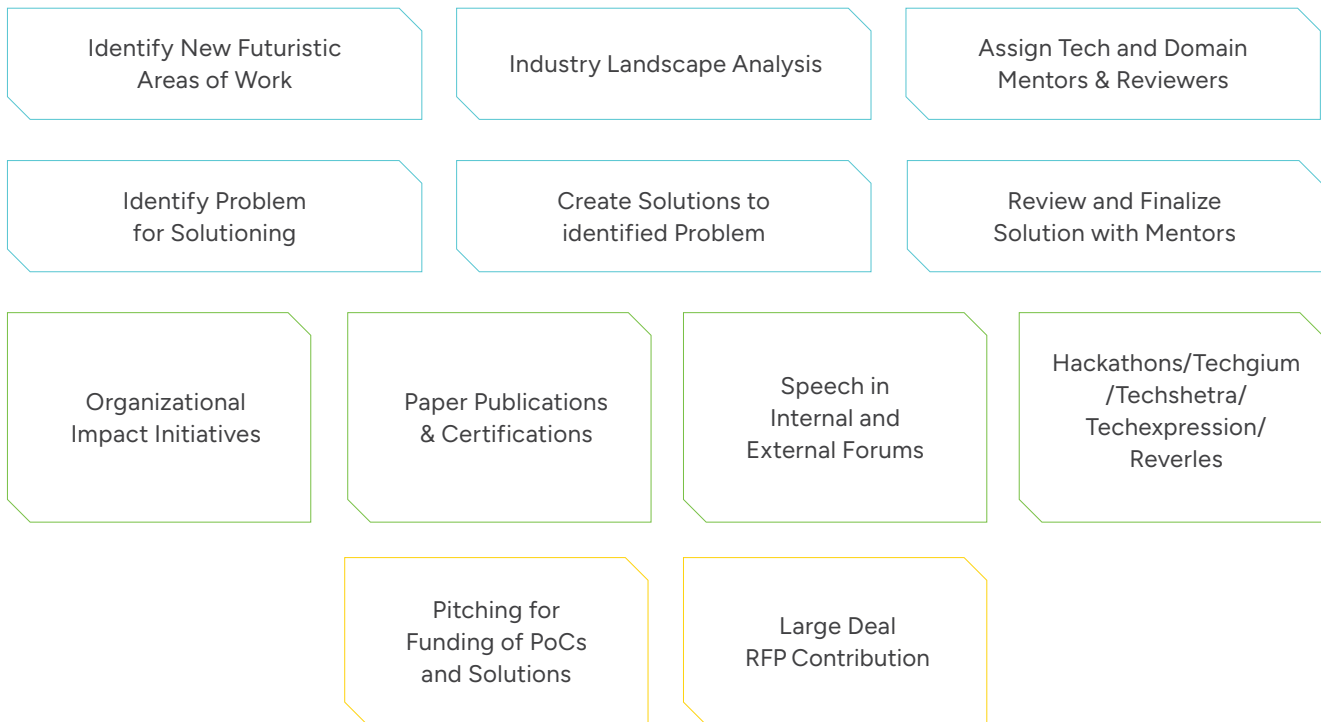 Identify New Futuristic
Areas of Work
Industry Landscape Analysis
Assign Tech and Domain
Mentors & Reviewers
Identify Problem
for Solutioning
Create Solutions to
identified Problem
Review and Finalize
Solution with Mentors
Organizational
Impact Initiatives
Paper Publications
& Certifications
Speech in
Internal and
External Forums
Hackathons/Techgium
/Techshetra/
Techexpression/
Reverles
Pitching for
Funding of PoCs
and Solutions
Large Deal
RFP Contribution